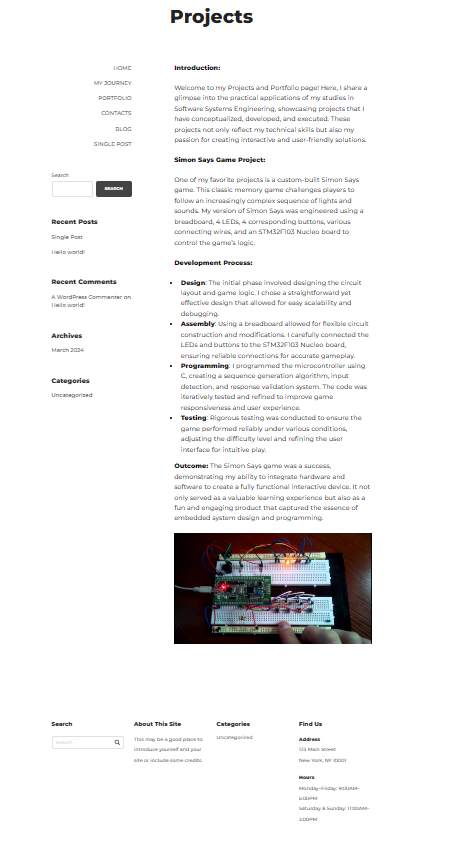 Projects
HOME
MY JOURNEY
PORTFOLIO
CONTACTS
BLOG
SINGLE POST
Search
SEARCH
Recent Posts
Single Post
Hello world!
Recent Comments
A WordPress Commenter on
Hello world!
Archives
March 2024
Categories
Uncategorized
Introduction:
Welcome to my Projects and Portfolio page! Here, I share a
glimpse into the practical applications of my studies in
Software Systems Engineering, showcasing projects that I
have conceptualized, developed, and executed. These
projects not only reflect my technical skills but also my
passion for creating interactive and user-friendly solutions.
Simon Says Game Project:
One of my favorite projects is a custom-built Simon Says
game. This classic memory game challenges players to
follow an increasingly complex sequence of lights and
sounds. My version of Simon Says was engineered using a
breadboard, 4 LEDs, 4 corresponding buttons, various
connecting wires, and an STM32F103 Nucleo board to
control the game's logic.
Development Process:
• Design: The initial phase involved designing the circuit
layout and game logic. I chose a straightforward yet
effective design that allowed for easy scalability and
debugging.
• Assembly: Using a breadboard allowed for flexible circuit
construction and modifications. I carefully connected the
LEDs and buttons to the STM32F103 Nucleo board,
ensuring reliable connections for accurate gameplay.
• Programming: I programmed the microcontroller using
C, creating a sequence generation algorithm, input
detection, and response validation system. The code was
iteratively tested and refined to improve game
responsiveness and user experience.
• Testing: Rigorous testing was conducted to ensure the
game performed reliably under various conditions,
adjusting the difficulty level and refining the user
interface for intuitive play.
Outcome: The Simon Says game was a success,
demonstrating my ability to integrate hardware and
software to create a fully functional interactive device. It not
only served as a valuable learning experience but also as a
fun and engaging product that captured the essence of
embedded system design and programming.
Search
Search
About This Site
This may be a good place to
introduce yourself and your
site or include some credits.
Categories
Uncategorized
Find Us
Address
123 Main Street
New York, NY 10001
Hours
Monday–Friday: 9:00AM–
5:00PM
Saturday & Sunday: 11:00AM–
3:00PM